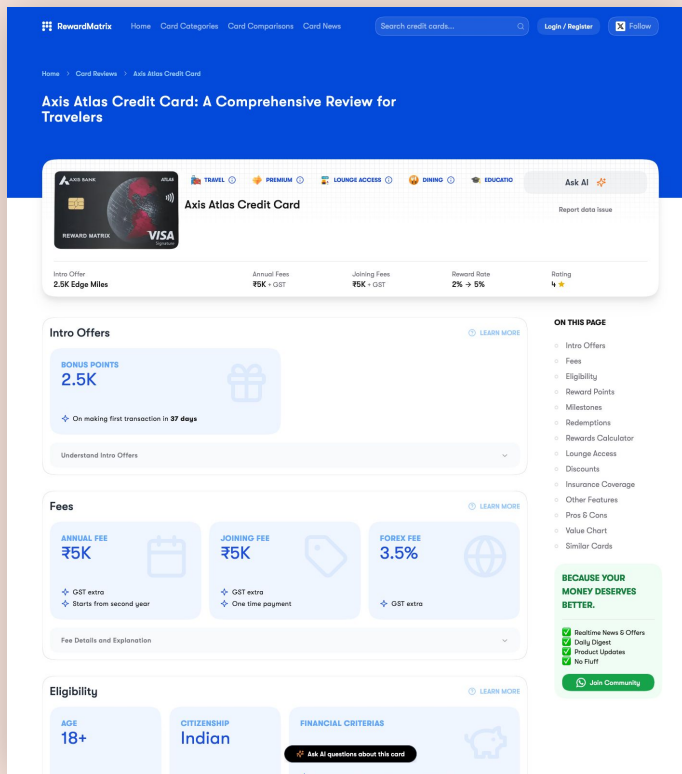 RewardMatrix Home Card Categories Card Comparisons Card News Search credit cards... Login / Register X Follow
Home > Card Reviews > Axis Atlas Credit Card
Axis Atlas Credit Card: A Comprehensive Review for
Travelers
AXIS BANK ATLAS
REWARD MATRIX VISA
Signature
TRAVEL PREMIUM LOUNGE ACCESS DINING EDUCATIO
Axis Atlas Credit Card
Ask AI
Report data issue
Intro Offer Annual Fees Joining Fees Reward Rate Rating
2.5K Edge Miles ₹5K + GST ₹5K + GST 2% → 5% 4 ★
Intro Offers LEARN MORE
BONUS POINTS
2.5K
On making first transaction in 37 days
Understand Intro Offers
Fees LEARN MORE
ANNUAL FEE
₹5K
GST extra
Starts from second year
JOINING FEE
₹5K
GST extra
One time payment
FOREX FEE
3.5%
GST extra
Fee Details and Explanation
Eligibility LEARN MORE
AGE
18+
CITIZENSHIP
Indian
FINANCIAL CRITERIAS
Ask AI questions about this card
ON THIS PAGE
Intro Offers
Fees
Eligibility
Reward Points
Milestones
Redemptions
Rewards Calculator
Lounge Access
Discounts
Insurance Coverage
Other Features
Pros & Cons
Value Chart
Similar Cards
BECAUSE YOUR
MONEY DESERVES
BETTER.
Realtime News & Offers
Daily Digest
Product Updates
No Fluff
Join Community